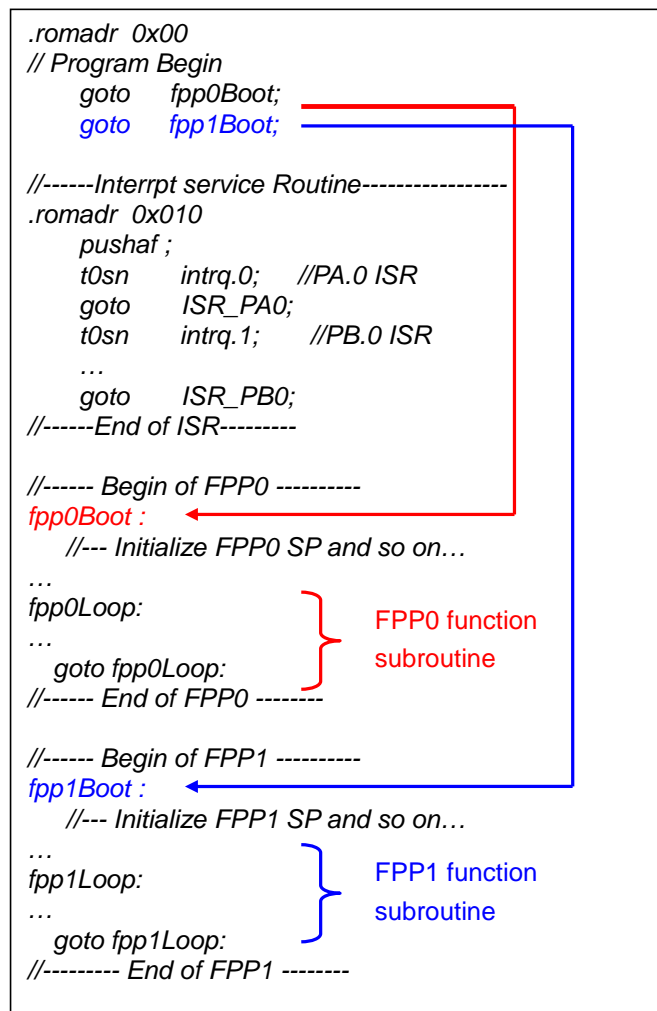 .romadr 0x00
// Program Begin
goto fpp0Boot;
goto fpp1Boot;
//------Interrpt service Routine-----------------
.romadr 0x010
pushaf ;
t0sn intrq.0; //PA.0 ISR
goto ISR_PA0;
t0sn intrq.1; //PB.0 ISR
…
goto ISR_PB0;
//------End of ISR---------
//------ Begin of FPP0 ----------
fpp0Boot :
//--- Initialize FPP0 SP and so on…
…
fpp0Loop:
…
goto fpp0Loop:
FPP0 function
subroutine
//------ End of FPP0 --------
//------ Begin of FPP1 ----------
fpp1Boot :
//--- Initialize FPP1 SP and so on…
…
fpp1Loop:
…
goto fpp1Loop:
FPP1 function
subroutine
//--------- End of FPP1 --------